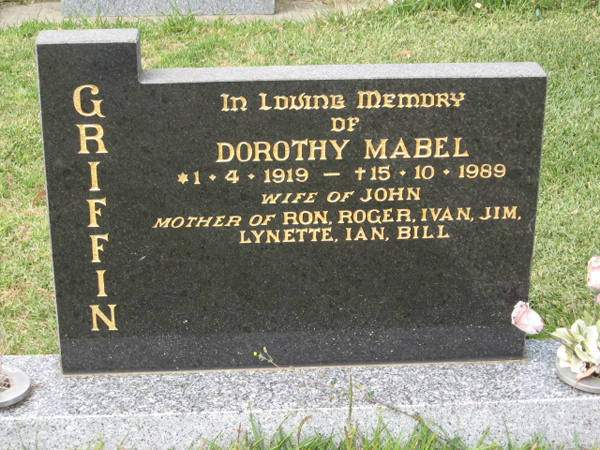 GRIFFIN
In Loving Memory
OF
DOROTHY MABEL
*1 • 4 • 1919 — †15 • 10 • 1989
WIFE OF JOHN
MOTHER OF RON, ROGER, IVAN, JIM,
LYNETTE, IAN, BILL